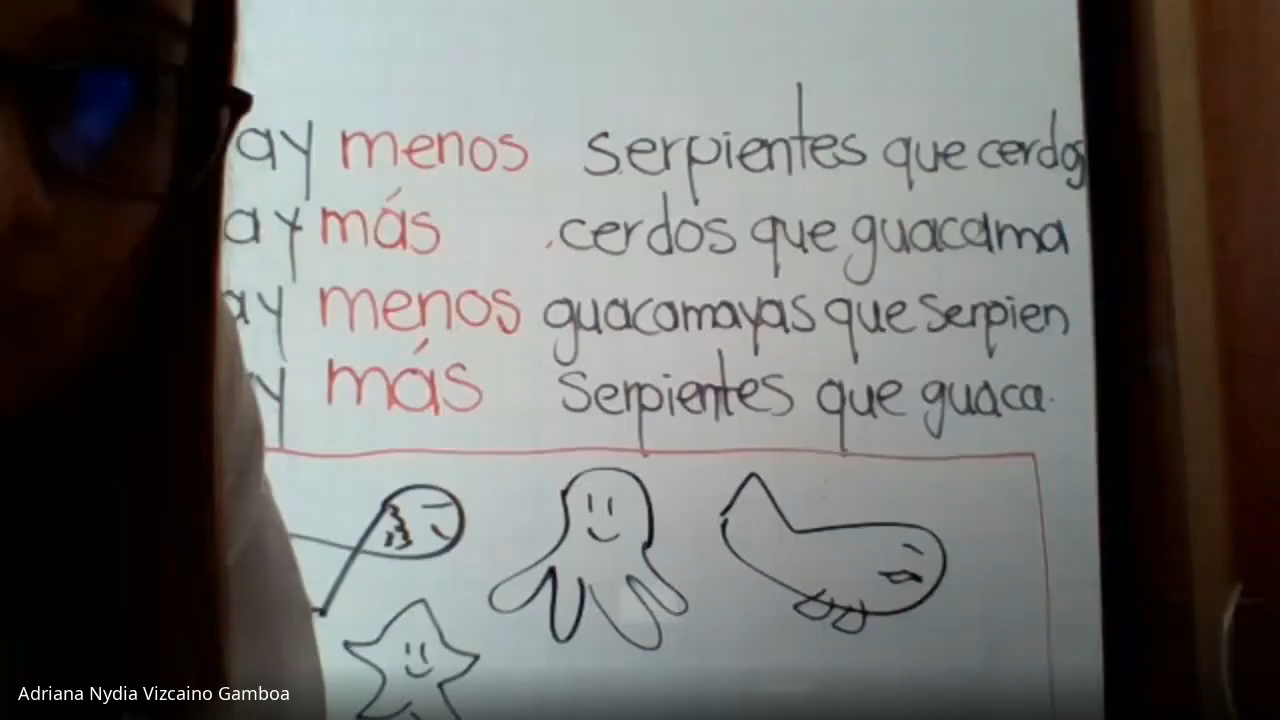 ay menos serpientes que cerdos
ay más cerdos que guacama
ay menos guacamayas que serpien
y más serpientes que guaca.
Adriana Nydia Vizcaino Gamboa